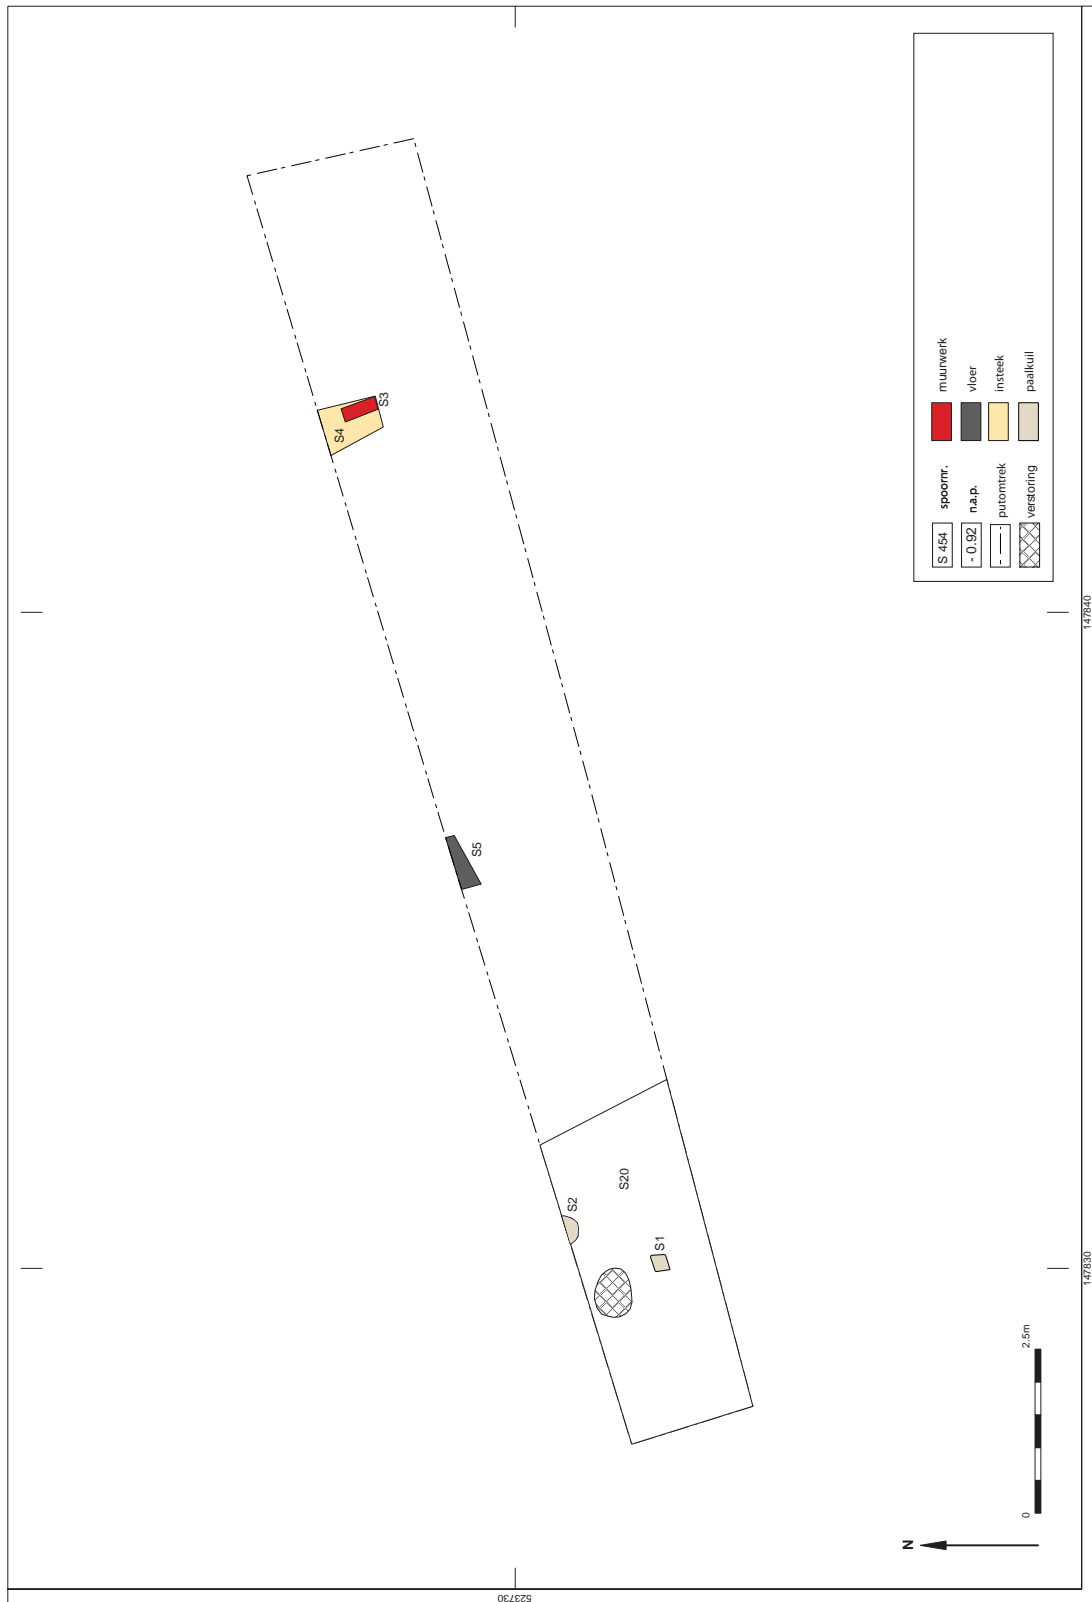 S4
S3
S5
S2
S20
S1
S 454 spoornr. muurwerk
- 0.92 n.a.p. vloer
putomtrek insteek
verstoring paalkuil
N
0 2.5m
147830
147840
523730